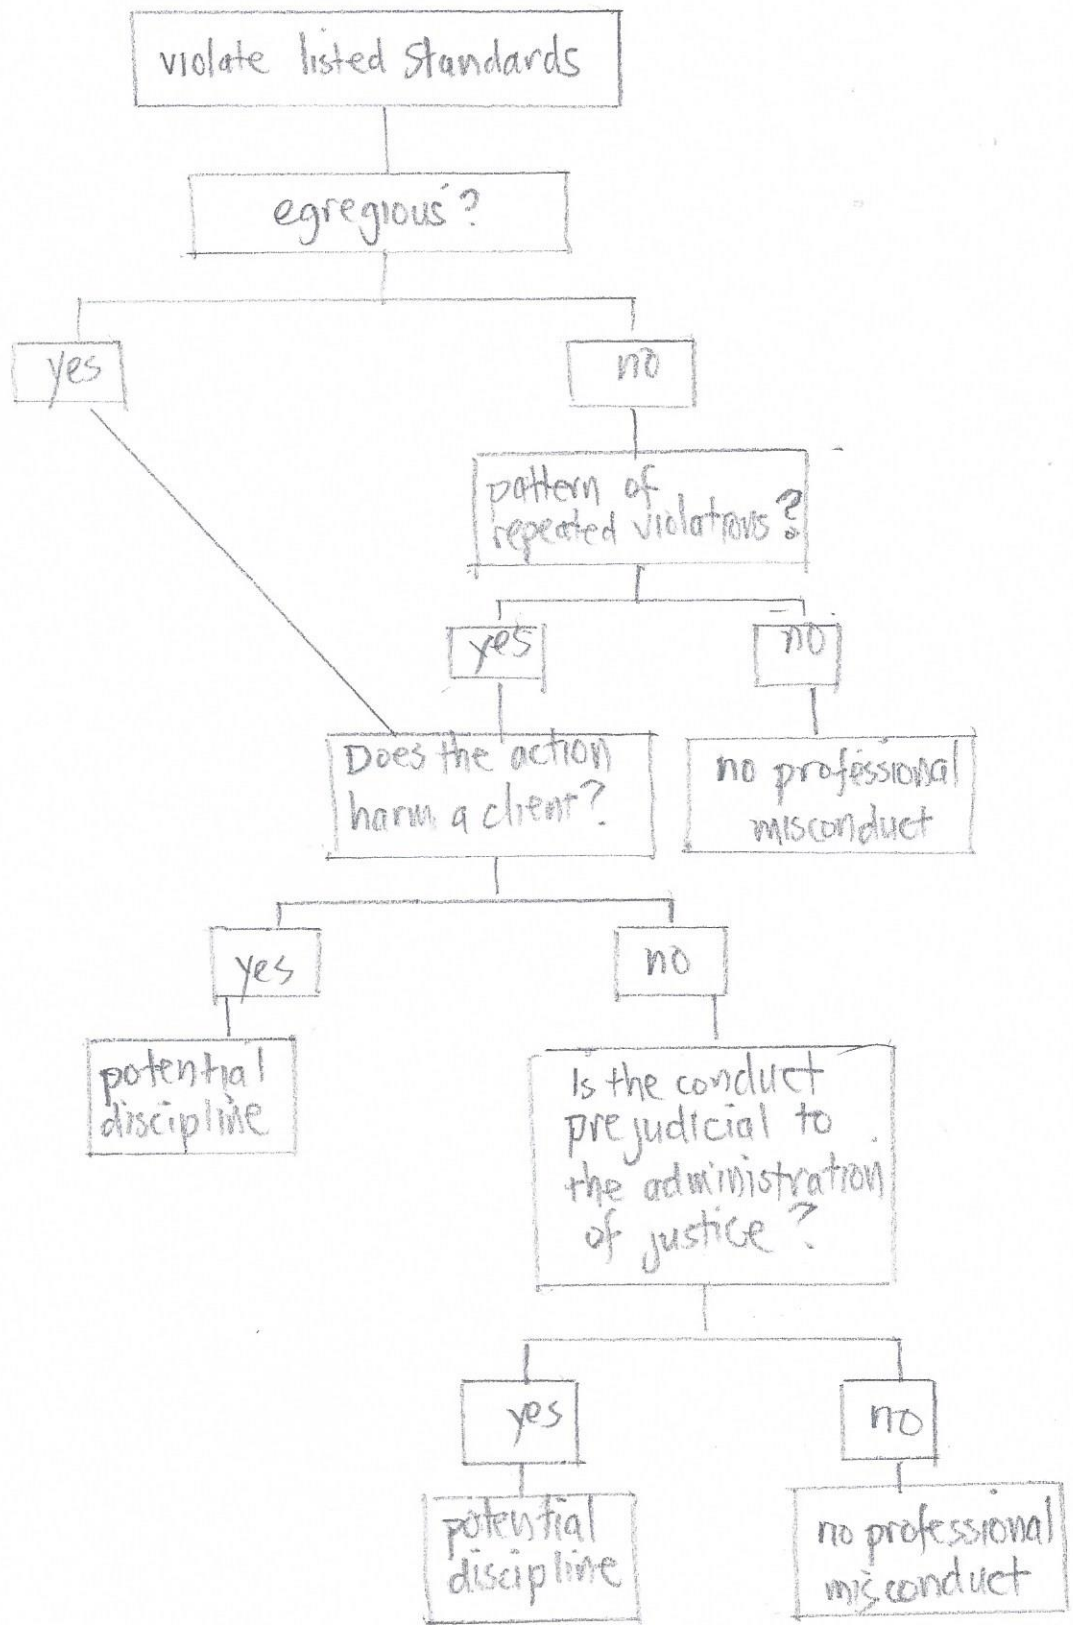 violate listed standards
egregious?
yes
no
pattern of
repeated violations?
yes
no
Does the action
harm a client?
no professional
misconduct
yes
no
potential
discipline
Is the conduct
prejudicial to
the administration
of justice?
yes
no
potential
discipline
no professional
misconduct